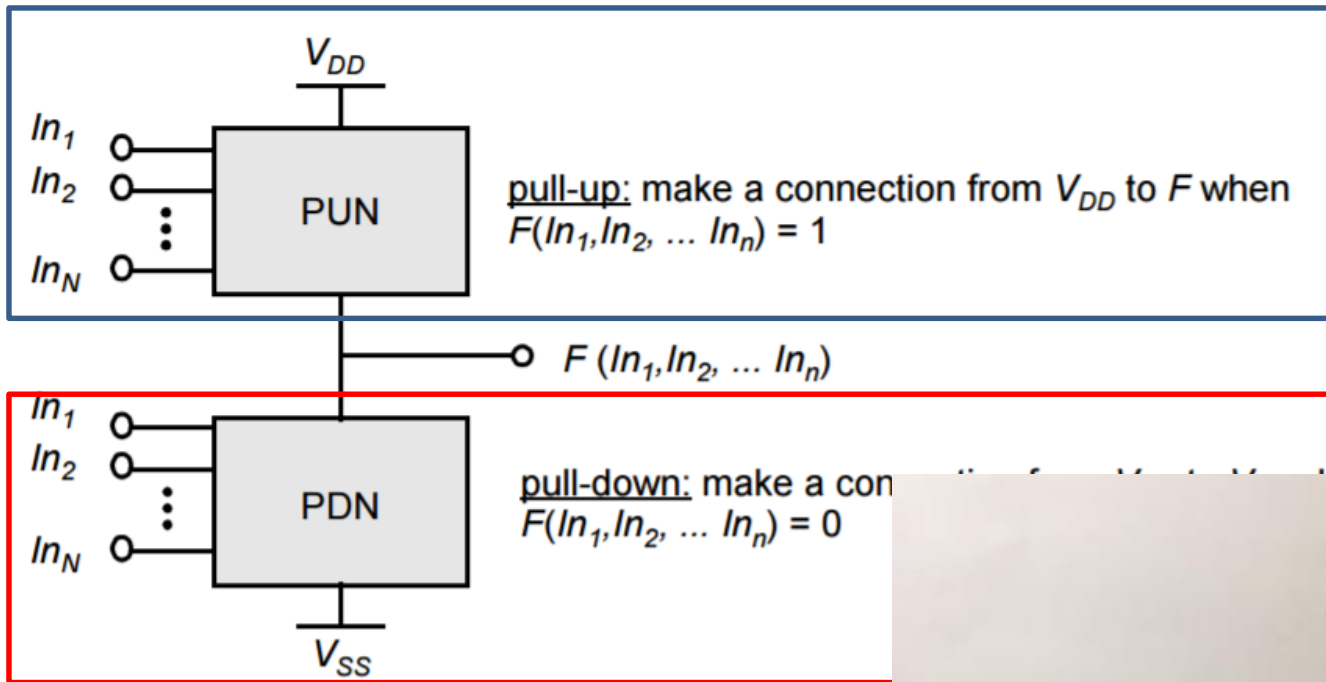 V_DD
In_1
In_2
In_N
PUN
pull-up: make a connection from V_DD to F when
F(In_1,In_2, ... In_n) = 1
F (In_1,In_2, ... In_n)
In_1
In_2
In_N
PDN
pull-down: make a
F(In_1,In_2, ... In_n) = 0
V_SS